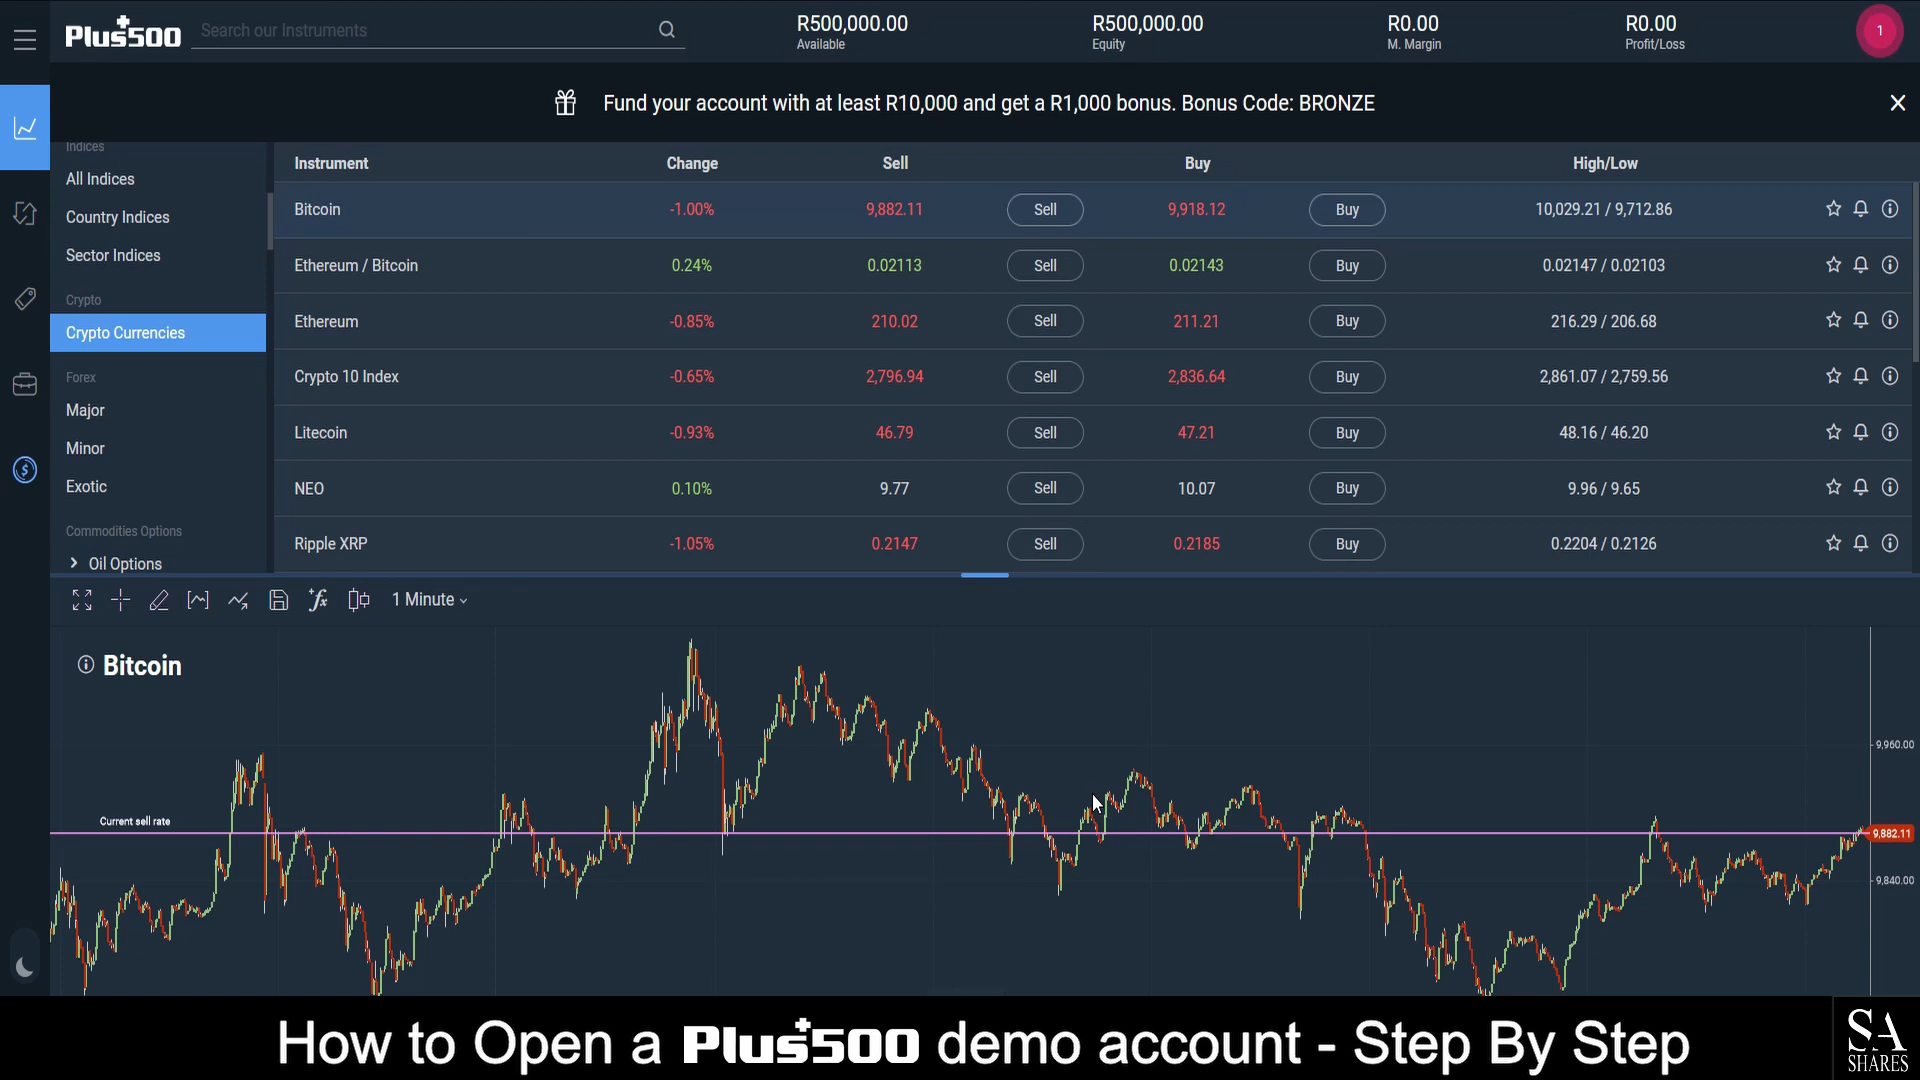 Plus500
Search our Instruments
R500,000.00
Available
R500,000.00
Equity
R0.00
M. Margin
R0.00
Profit/Loss
1
Fund your account with at least R10,000 and get a R1,000 bonus. Bonus Code: BRONZE
Indices
All Indices
Country Indices
Sector Indices
Crypto
Crypto Currencies
Forex
Major
Minor
Exotic
Commodities Options
Oil Options
Instrument Change Sell Buy High/Low
Bitcoin -1.00% 9,882.11 Sell 9,918.12 Buy 10,029.21 / 9,712.86
Ethereum / Bitcoin 0.24% 0.02113 Sell 0.02143 Buy 0.02147 / 0.02103
Ethereum -0.85% 210.02 Sell 211.21 Buy 216.29 / 206.68
Crypto 10 Index -0.65% 2,796.94 Sell 2,836.64 Buy 2,861.07 / 2,759.56
Litecoin -0.93% 46.79 Sell 47.21 Buy 48.16 / 46.20
NEO 0.10% 9.77 Sell 10.07 Buy 9.96 / 9.65
Ripple XRP -1.05% 0.2147 Sell 0.2185 Buy 0.2204 / 0.2126
1 Minute
Bitcoin
9,960.00
Current sell rate
9,882.11
9,840.00
How to Open a Plus500 demo account - Step By Step
SA
SHARES